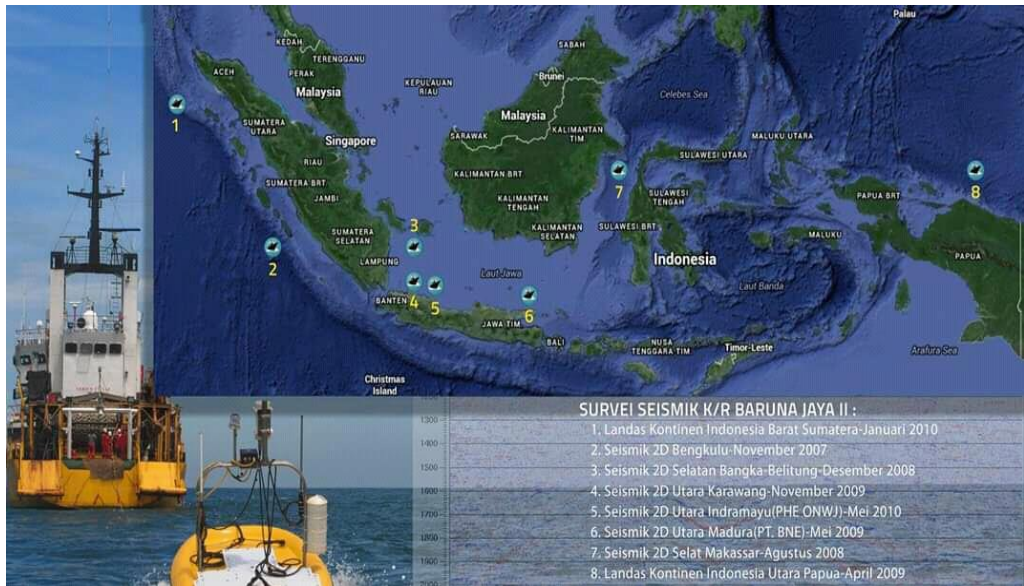 Palau
KEDAH
TERENGGANU
ACEH
PERAK
Malaysia
KEPULAUAN
RIAU
SABAH
Brunei
Celebes Sea
1
SUMATERA
UTARA
Malaysia
KALIMANTAN
TIM
SARAWAK
MALUKU UTARA
Singapore
SULAWESI UTARA
RIAU
SUMATERA BRT
JAMBI
KALIMANTAN BRT
KALIMANTAN
TENGAH
7
SULAWESI
TENGAH
PAPUA BRT
8
3
SUMATERA
SELATAN
KALIMANTAN
SELATAN
SULAWESI BRT
MALUKU
2
LAMPUNG
Indonesia
PAPUA
Laut Jawa
Laut Banda
BANTEN
4
5
6
JAWA TIM
BALI
NUSA
TENGGARA TIM
Timor-Leste
Arafura Sea
Christmas
Island
SURVEI SEISMIK K/R BARUNA JAYA II :
1. Landas Kontinen Indonesia Barat Sumatera-Januari 2010
2. Seismik 2D Bengkulu-November 2007
3. Seismik 2D Selatan Bangka-Belitung-Desember 2008
4. Seismik 2D Utara Karawang-November 2009
5. Seismik 2D Utara Indramayu(PHE ONWJ)-Mei 2010
6. Seismik 2D Utara Madura(PT. BNE)-Mei 2009
7. Seismik 2D Selat Makassar-Agustus 2008
8. Landas Kontinen Indonesia Utara Papua-April 2009
1300
1400
1500
1600
1700
1800
1900